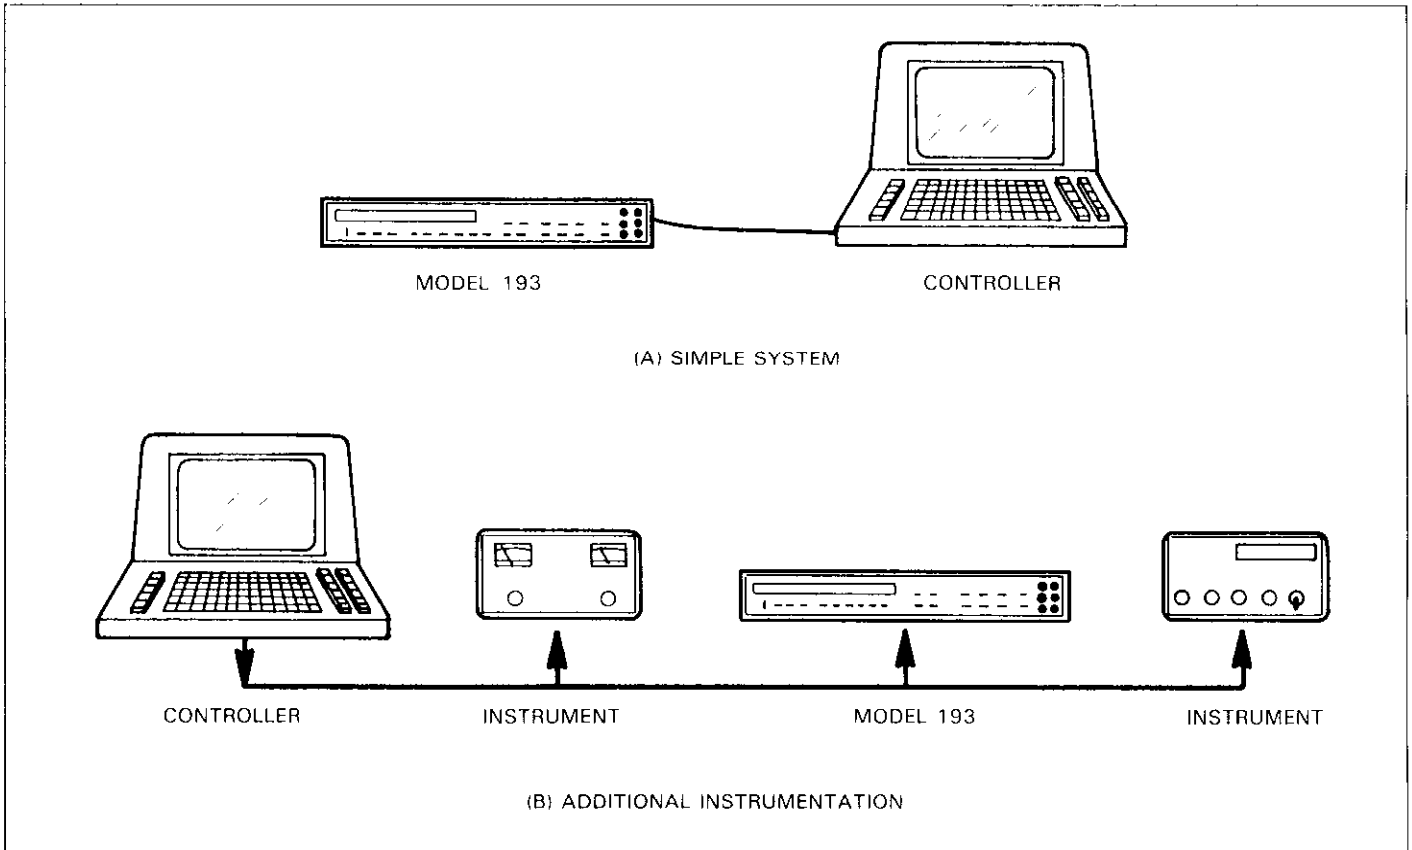 MODEL 193
CONTROLLER
(A) SIMPLE SYSTEM
CONTROLLER
INSTRUMENT
MODEL 193
INSTRUMENT
(B) ADDITIONAL INSTRUMENTATION